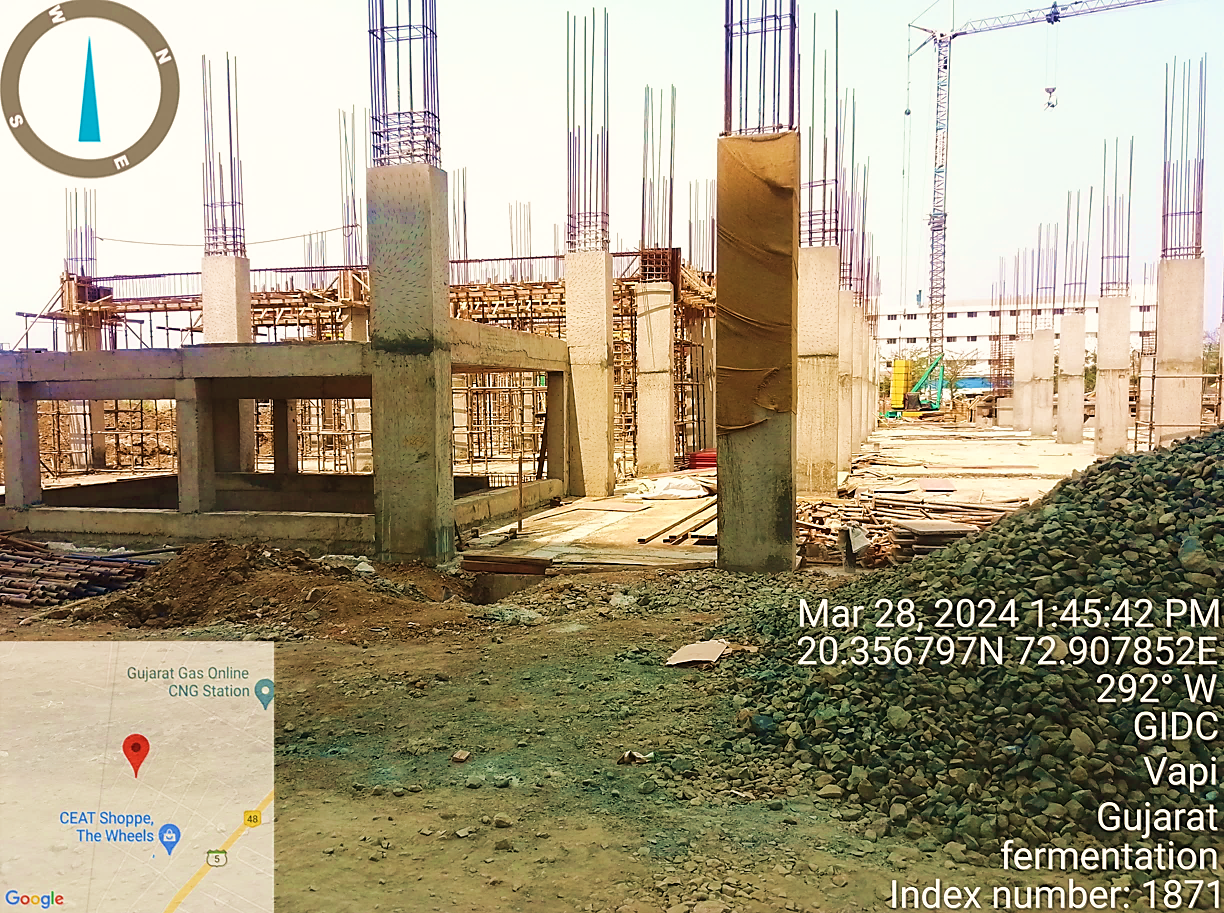 W
N
S
E
Gujarat Gas Online
CNG Station
CEAT Shoppe,
The Wheels
48
5
Google
Mar 28, 2024 1:45:42 PM
20.356797N 72.907852E
292° W
GIDC
Vapi
Gujarat
fermentation
Index number: 1871